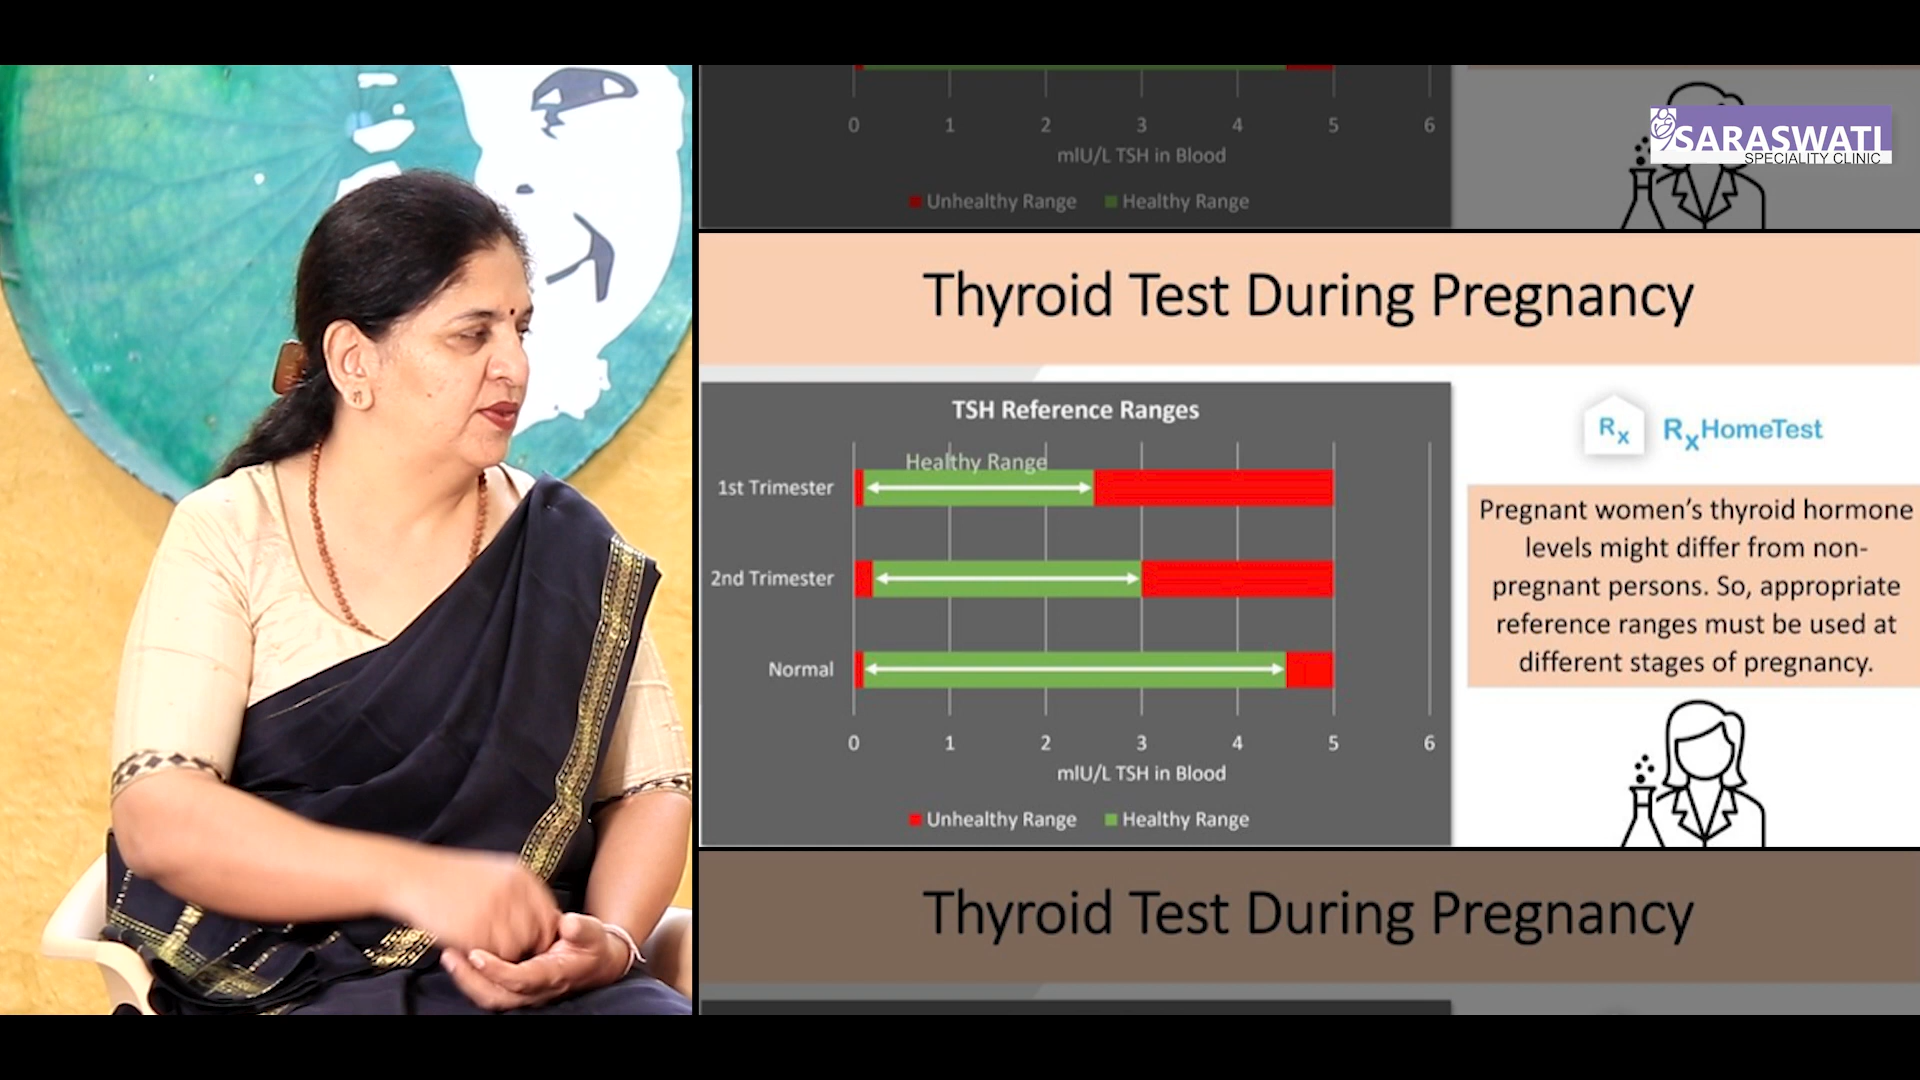 0 1 2 3 4 5 6
mIU/L TSH in Blood
Unhealthy Range Healthy Range
SARASWATI
SPECIALITY CLINIC
Thyroid Test During Pregnancy
TSH Reference Ranges
Healthy Range
1st Trimester
2nd Trimester
Normal
0 1 2 3 4 5 6
mIU/L TSH in Blood
Unhealthy Range Healthy Range
Rx RxHomeTest
Pregnant women’s thyroid hormone
levels might differ from non-
pregnant persons. So, appropriate
reference ranges must be used at
different stages of pregnancy.
Thyroid Test During Pregnancy